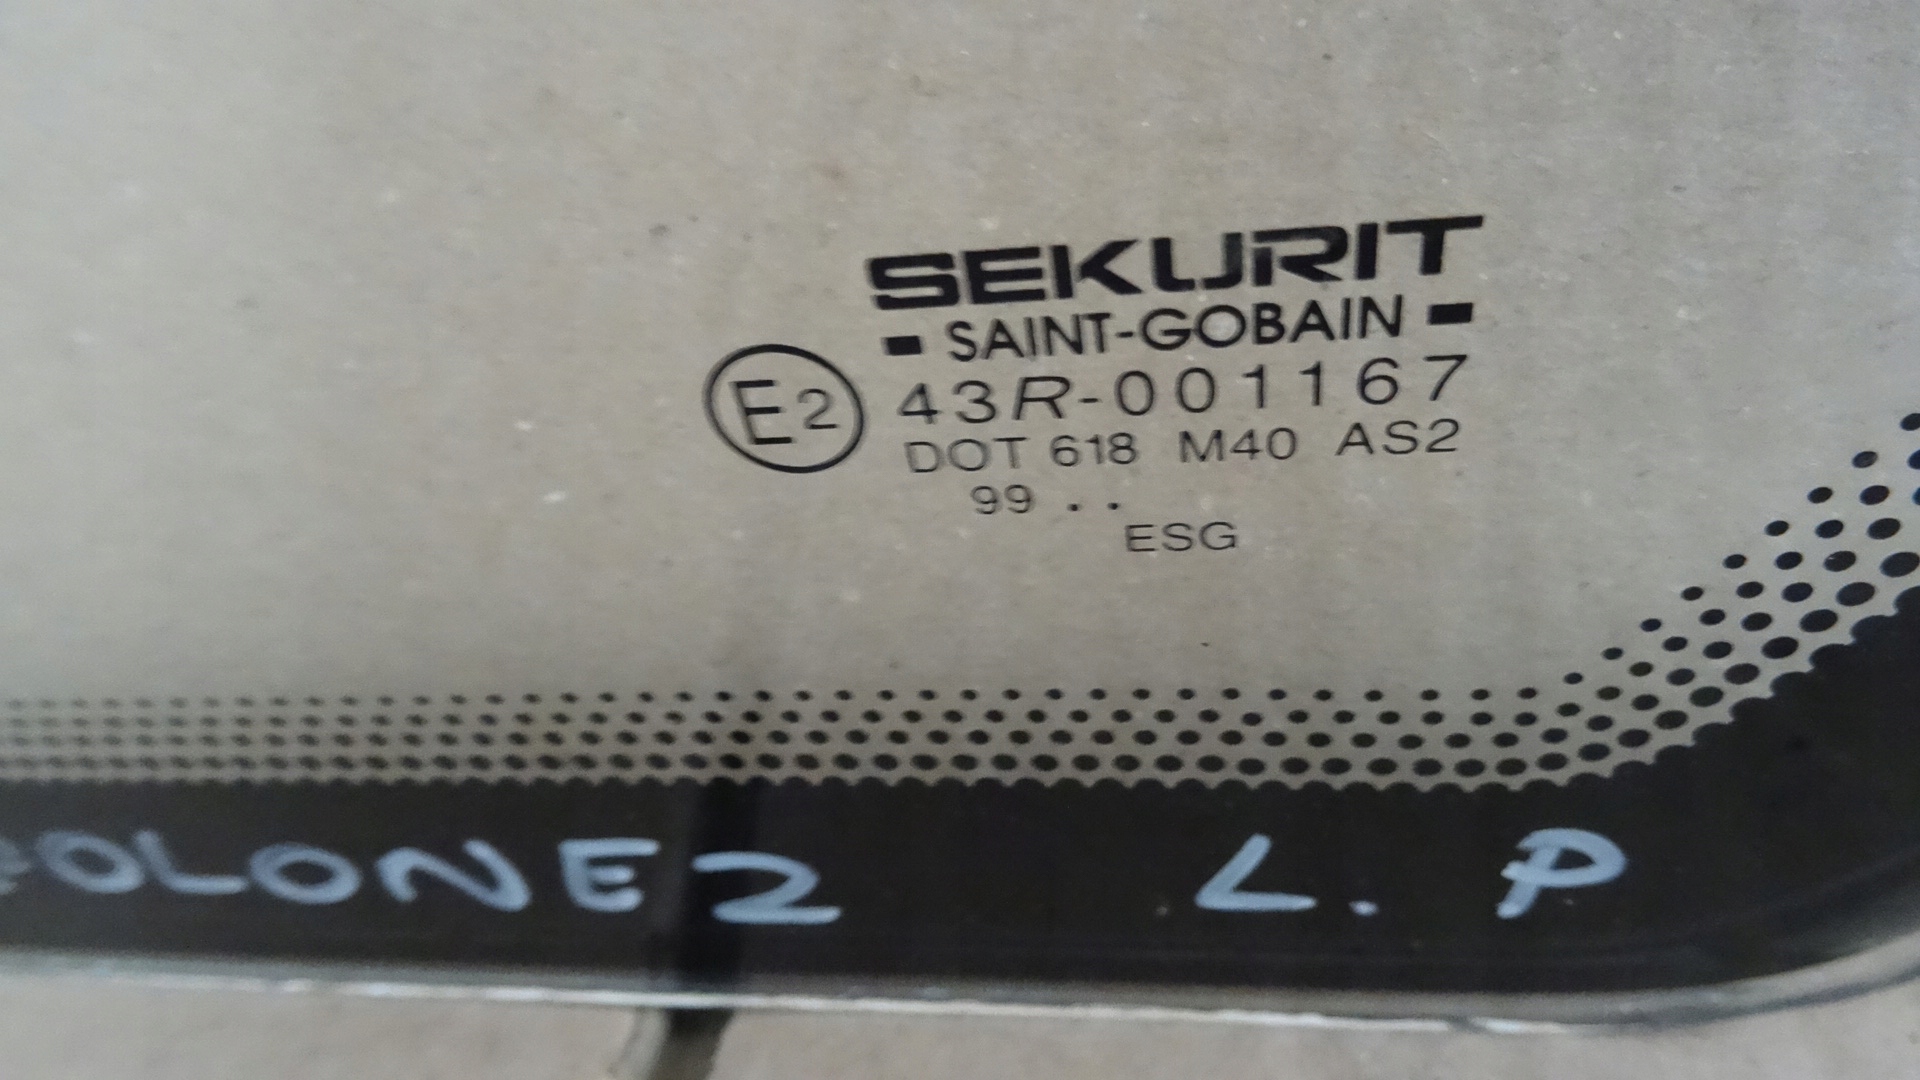 SEKURIT
SAINT-GOBAIN
E2
43R-001167
DOT 618 M40 AS2
99 . .
ESG
OLONEZ L. P